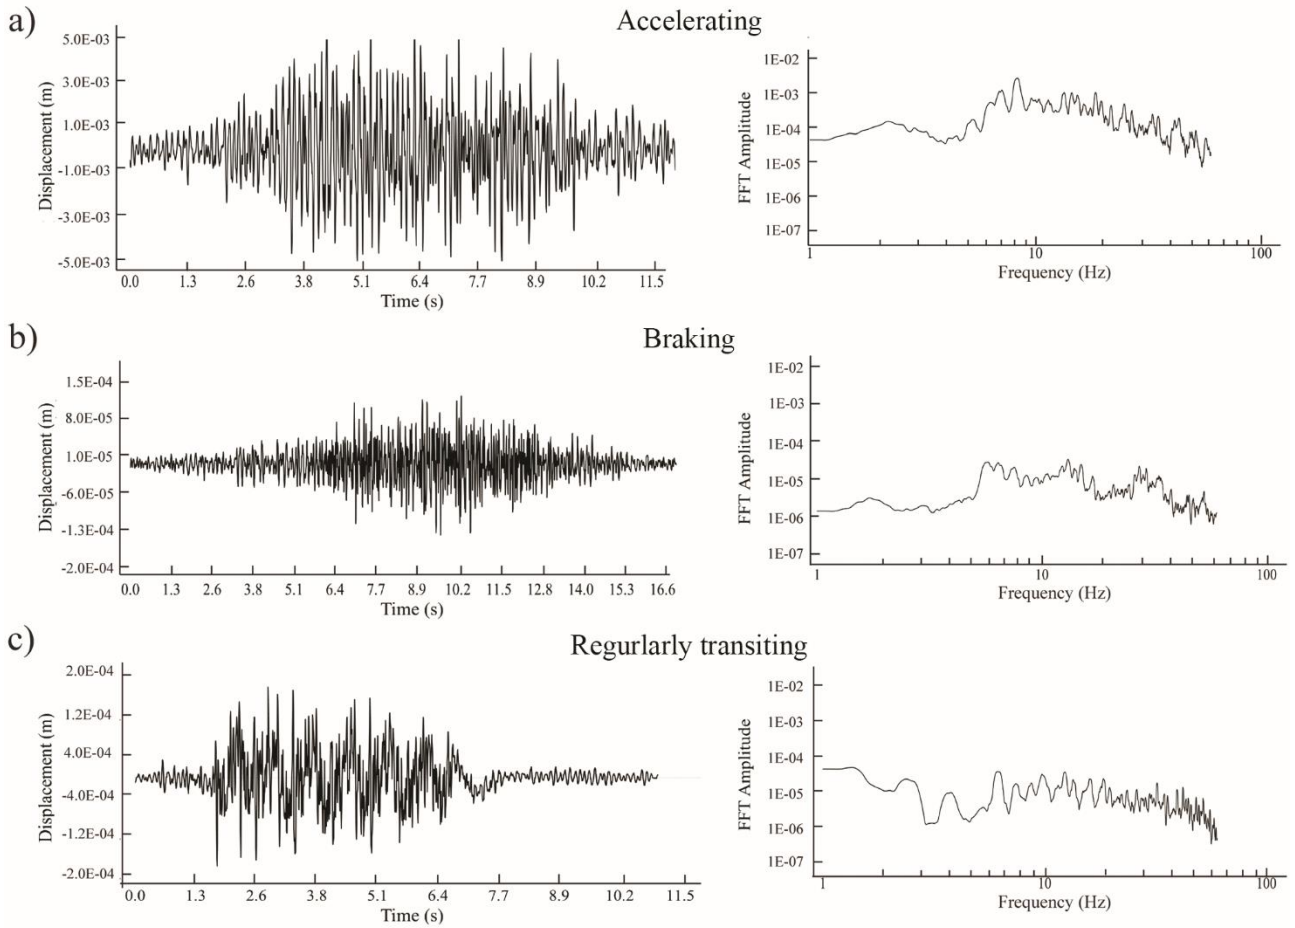 a)
Accelerating
Displacement (m)
5.0E-03
3.0E-03
1.0E-03
-1.0E-03
-3.0E-03
-5.0E-03
0.0 1.3 2.6 3.8 5.1 6.4 7.7 8.9 10.2 11.5
Time (s)
FFT Amplitude
1E-02
1E-03
1E-04
1E-05
1E-06
1E-07
1 10 100
Frequency (Hz)
b)
Braking
Displacement (m)
1.5E-04
8.0E-05
1.0E-05
-6.0E-05
-1.3E-04
-2.0E-04
0.0 1.3 2.6 3.8 5.1 6.4 7.7 8.9 10.2 11.5 12.8 14.0 15.3 16.6
Time (s)
FFT Amplitude
1E-02
1E-03
1E-04
1E-05
1E-06
1E-07
1 10 100
Frequency (Hz)
c)
Regurlarly transiting
Displacement (m)
2.0E-04
1.2E-04
4.0E-04
-4.0E-04
-1.2E-04
-2.0E-04
0.0 1.3 2.6 3.8 5.1 6.4 7.7 8.9 10.2 11.5
Time (s)
FFT Amplitude
1E-02
1E-03
1E-04
1E-05
1E-06
1E-07
1 10 100
Frequency (Hz)